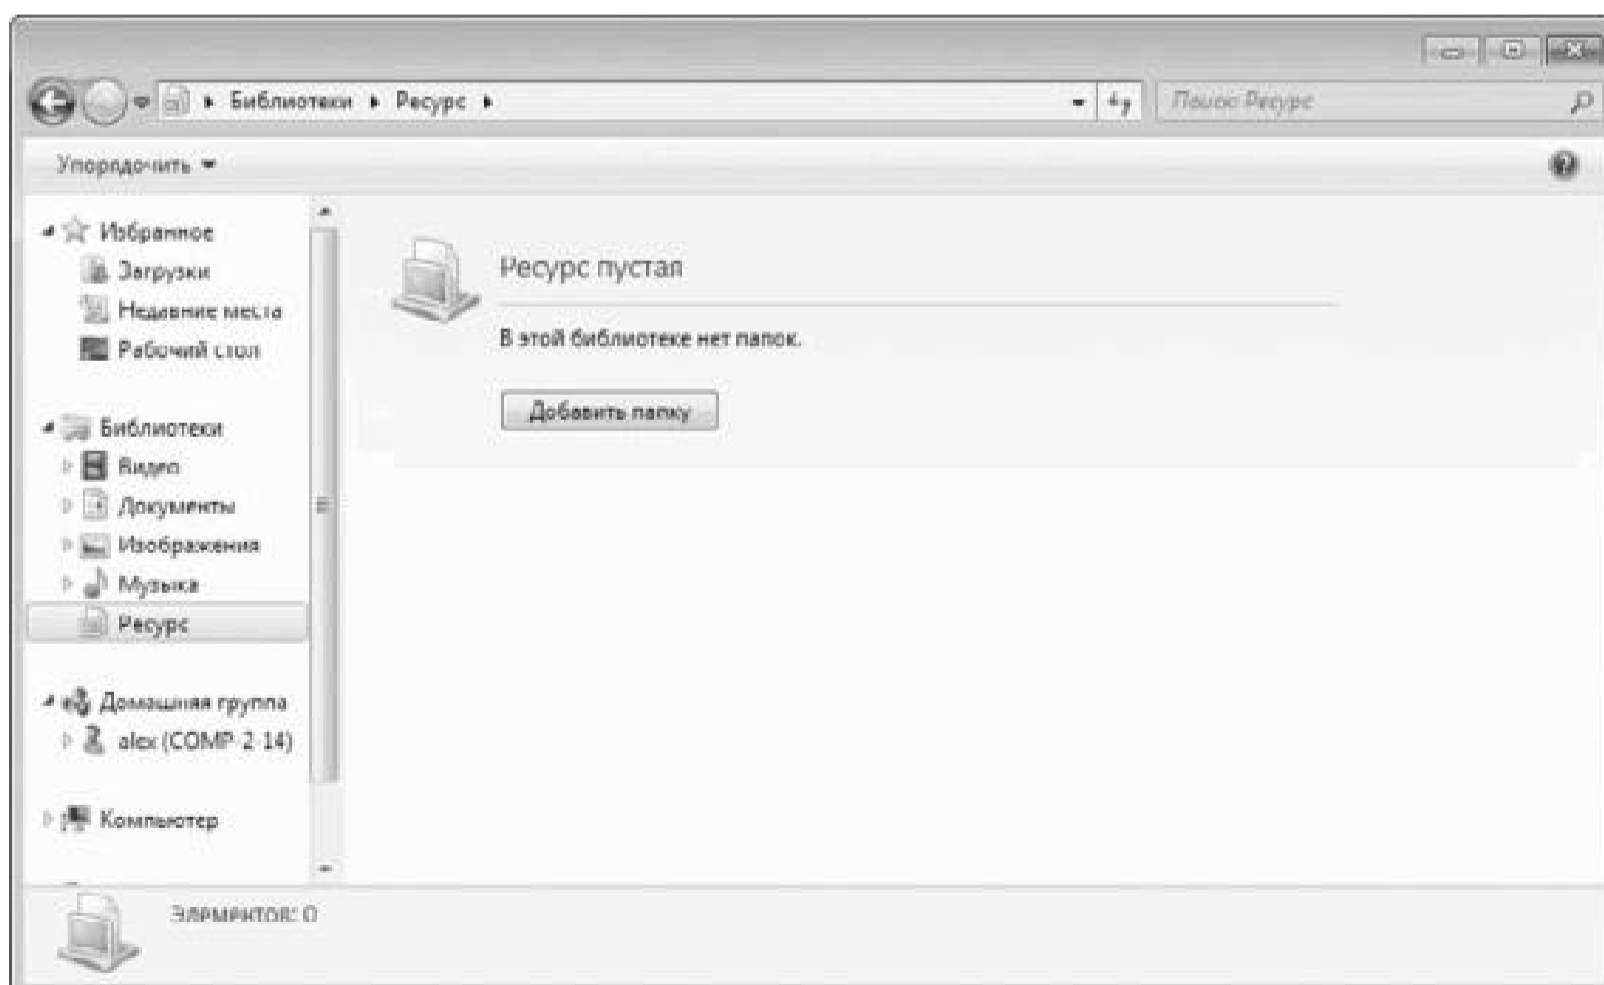 Библиотеки Ресурс
Поиск: Ресурс
Упорядочить
Избранное
Загрузки
Недавние места
Рабочий стол
Библиотеки
Видео
Документы
Изображения
Музыка
Ресурс
Домашняя группа
alex (COMP-2-14)
Компьютер
Ресурс пустая
В этой библиотеке нет папок.
Добавить папку
Элементов: 0